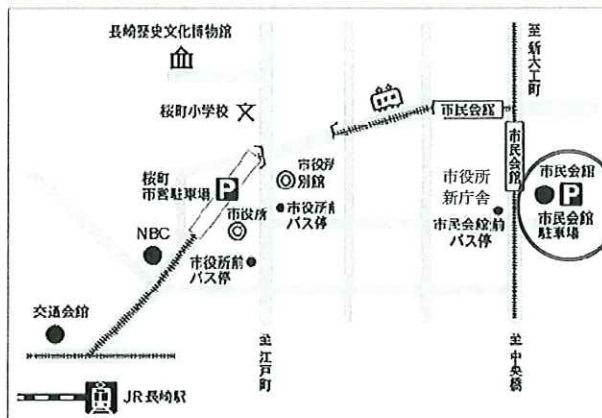 長崎歴史文化博物館
至新大工町
桜町小学校
市民会館
市民会館
桜町
市営駐車場
P
市役所
別館
市役所前
バス停
市役所
市役所
新庁舎
市民会館前
バス停
市民会館
P
市民会館
駐車場
NBC
市役所前
バス停
交通会館
至江戸町
至中央橋
JR長崎駅